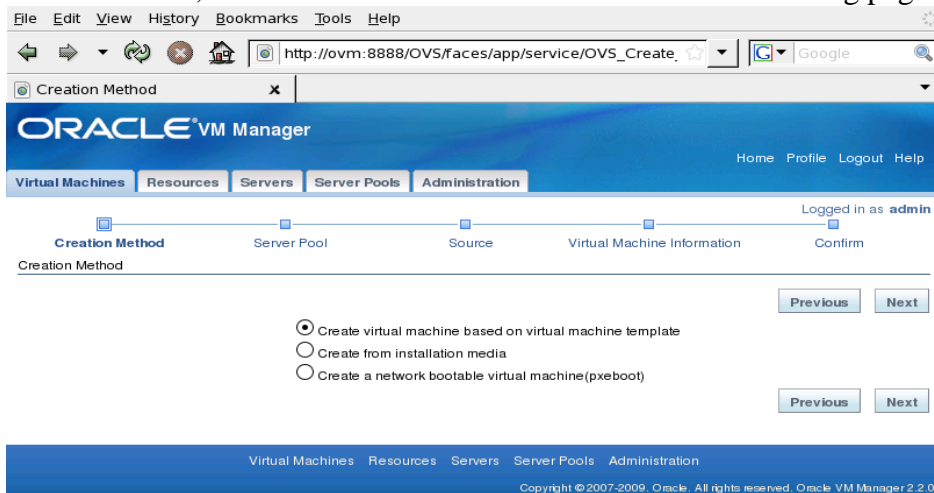 ing pag
File Edit View History Bookmarks Tools Help
http://ovm:8888/OVS/faces/app/service/OVS_Create_ G Google
Creation Method x
ORACLE VM Manager
Home Profile Logout Help
Virtual Machines Resources Servers Server Pools Administration
Logged in as admin
Creation Method Server Pool Source Virtual Machine Information Confirm
Creation Method
Previous Next
Create virtual machine based on virtual machine template
Create from installation media
Create a network bootable virtual machine(pxeboot)
Previous Next
Virtual Machines Resources Servers Server Pools Administration
Copyright © 2007-2009. Oracle. All rights reserved. Oracle VM Manager 2.2.0